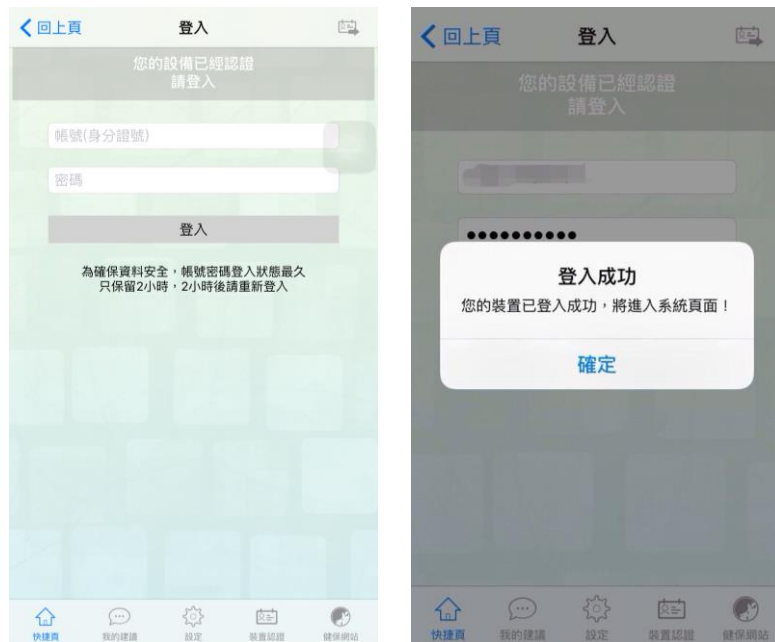 回上頁
登入
您的設備已經認證
請登入
帳號(身分證號)
密碼
登入
為確保資料安全，帳號密碼登入狀態最久
只保留2小時，2小時後請重新登入
快捷頁
我的建議
設定
裝置認證
健保網站
回上頁
登入
您的設備已經認證
請登入
●●●●●●●●●●
登入成功
您的裝置已登入成功，將進入系統頁面！
確定
快捷頁
我的建議
設定
裝置認證
健保網站